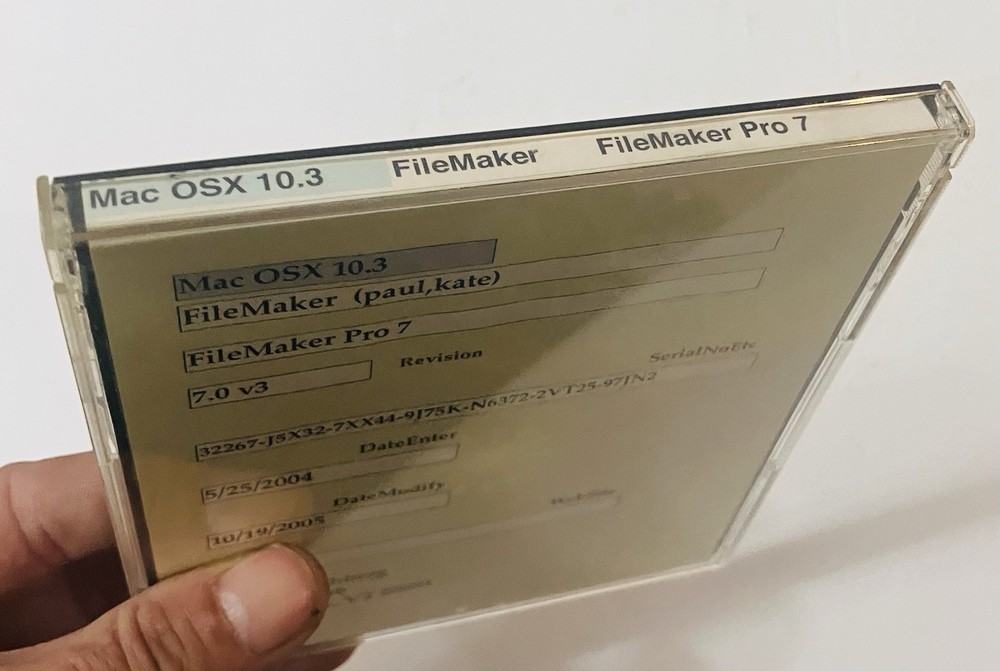 Mac OSX 10.3 FileMaker FileMaker Pro 7
Mac OSX 10.3
FileMaker (paul,kate)
FileMaker Pro 7
7.0 v3 Revision SerialNoEtc
32267-J5X32-7XX44-9J75K-N6372-2VT25-97JN2
DateEnter
5/25/2004
DateModify
WebSite
10/19/2005